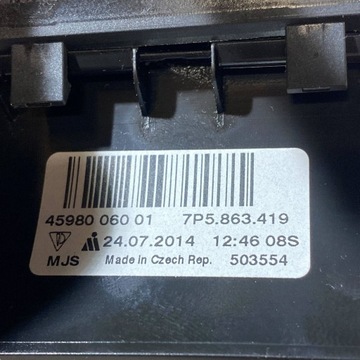 45980 060 01 7P5.863.419
24.07.2014 12:46 08S
MJS Made in Czech Rep. 503554